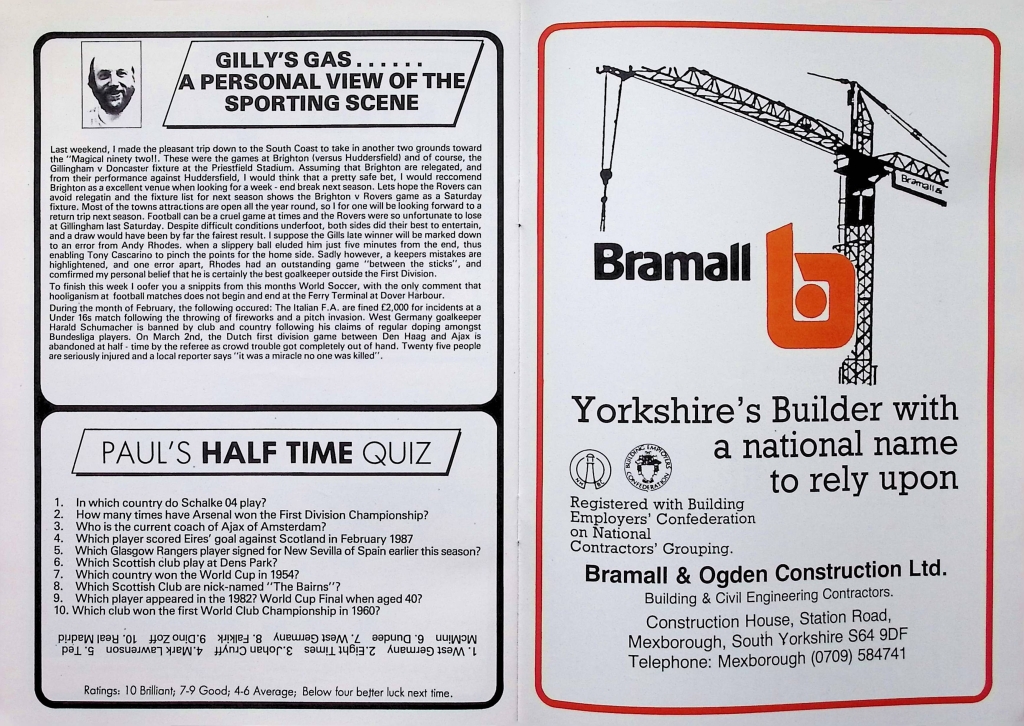 GILLY'S GAS . . . . . .
A PERSONAL VIEW OF THE
SPORTING SCENE
Last weekend, I made the pleasant trip down to the South Coast to take in another two grounds toward
the "Magical ninety two!!. These were the games at Brighton (versus Huddersfield) and of course, the
Gillingham v Doncaster fixture at the Priestfield Stadium. Assuming that Brighton are relegated, and
from their performance against Huddersfield, I would think that a pretty safe bet, I would reccomend
Brighton as a excellent venue when looking for a week - end break next season. Lets hope the Rovers can
avoid relegatin and the fixture list for next season shows the Brighton v Rovers game as a Saturday
fixture. Most of the towns attractions are open all the year round, so I for one will be looking forward to a
return trip next season. Football can be a cruel game at times and the Rovers were so unfortunate to lose
at Gillingham last Saturday. Despite difficult conditions underfoot, both sides did their best to entertain,
and a draw would have been by far the fairest result. I suppose the Gills late winner will be marked down
to an error from Andy Rhodes. when a slippery ball eluded him just five minutes from the end, thus
enabling Tony Cascarino to pinch the points for the home side. Sadly however, a keepers mistakes are
highlighted, and one error apart, Rhodes had an outstanding game "between the sticks", and
comfirmed my personal belief that he is certainly the best goalkeeper outside the First Division.
To finish this week I oofer you a snippits from this months World Soccer, with the only comment that
hooliganism at football matches does not begin and end at the Ferry Terminal at Dover Harbour.
During the month of February, the following occured: The Italian F.A. are fined £2,000 for incidents at a
Under 16s match following the throwing of fireworks and a pitch invasion. West Germany goalkeeper
Harald Schumacher is banned by club and country following his claims of regular doping amongst
Bundesliga players. On March 2nd, the Dutch first division game between Den Haag and Ajax is
abandoned at half - time by the referee as crowd trouble got completely out of hand. Twenty five people
are seriously injured and a local reporter says "it was a miracle no one was killed".
PAUL'S HALF TIME QUIZ
1. In which country do Schalke 04 play?
2. How many times have Arsenal won the First Division Championship?
3. Who is the current coach of Ajax of Amsterdam?
4. Which player scored Eires' goal against Scotland in February 1987
5. Which Glasgow Rangers player signed for New Sevilla of Spain earlier this season?
6. Which Scottish club play at Dens Park?
7. Which country won the World Cup in 1954?
8. Which Scottish Club are nick-named "The Bairns"?
9. Which player appeared in the 1982? World Cup Final when aged 40?
10. Which club won the first World Club Championship in 1960?
1. West Germany 2. Eight Times 3. Johan Cruyff 4. Mark Lawrenson 5. Ted
McMinn 6. Dundee 7. West Germany 8. Falkirk 9. Dino Zoff 10. Real Madrid
Ratings: 10 Brilliant; 7-9 Good; 4-6 Average; Below four better luck next time.
Bramall
Bramall
b
Yorkshire's Builder with
a national name
to rely upon
BUILDING EMPLOYERS CONFEDERATION
Registered with Building
Employers' Confederation
on National
Contractors' Grouping.
Bramall & Ogden Construction Ltd.
Building & Civil Engineering Contractors.
Construction House, Station Road,
Mexborough, South Yorkshire S64 9DF
Telephone: Mexborough (0709) 584741